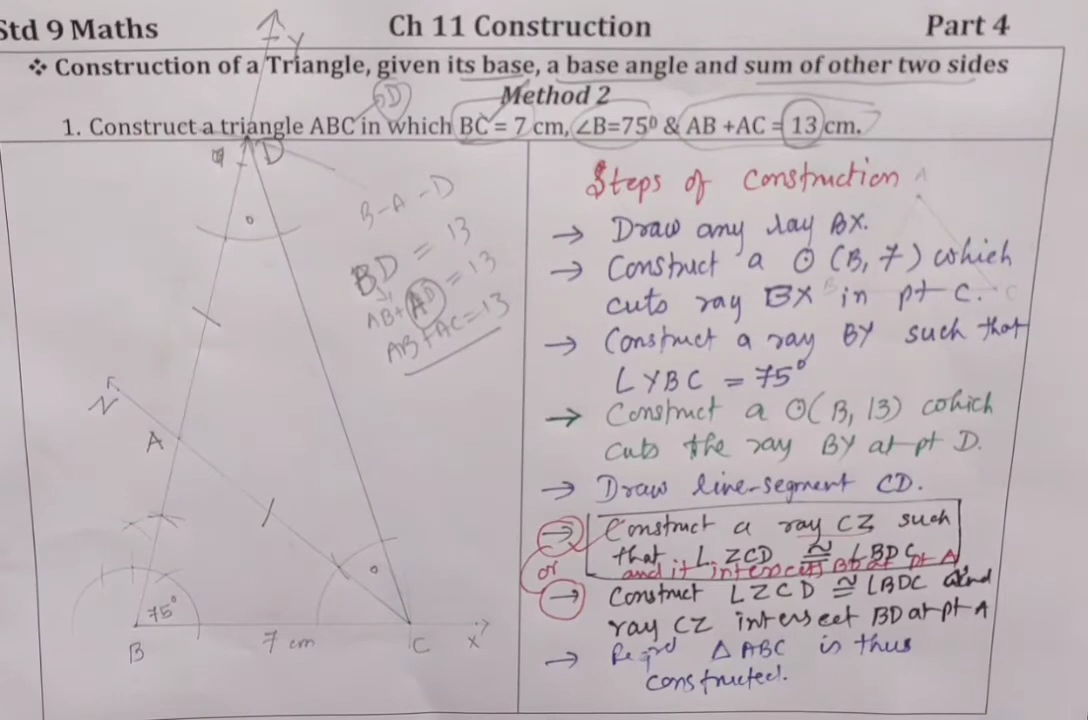 Std 9 Maths
Ch 11 Construction
Part 4
❖ Construction of a Triangle, given its base, a base angle and sum of other two sides
Method 2
BD
1. Construct a triangle ABC in which BC = 7 cm, ∠B=75⁰ & AB +AC = 13 cm.
Y
D
B-A-D
BD = 13
AB+AD=13
AB+AC=13
A
75°
B
7 cm
C
X
Steps of Construction
→ Draw any ray BX.
→ Construct a ⊙ (B, 7) which
cuts ray BX in pt C.
→ Construct a ray BY such that
∠YBC = 75°
→ Construct a ⊙(B, 13) which
cuts the ray BY at pt D.
→ Draw line-segment CD.
→ Construct a ray CZ such
that ∠ZCD ≅ ∠BDC
and it intersects BD at pt A
or
→ Construct ∠ZCD ≅ ∠BDC and
ray CZ intersect BD at pt A
→ Reqrd △ABC is thus
constructed.
A
B
C